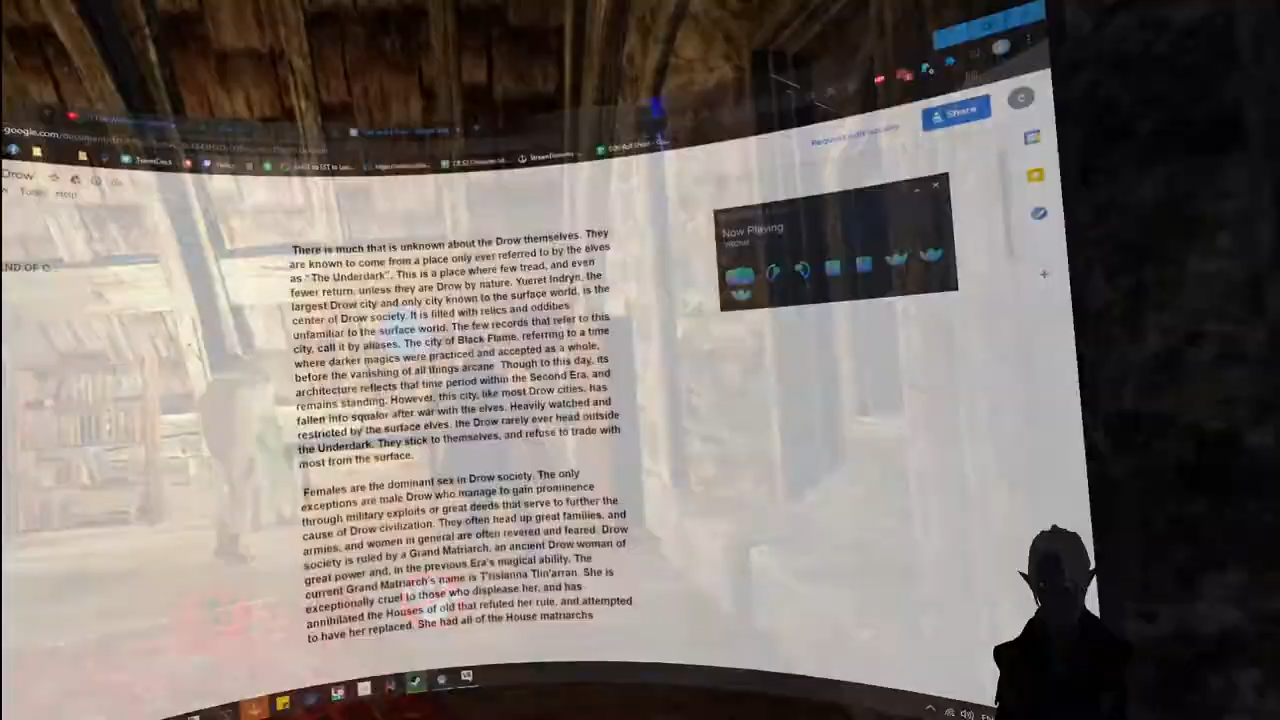 google.com/document
TeamDeck
StreamDeck
Request edit access
Share
C
Drow
Tools Help
Now Playing
VRChat
There is much that is unknown about the Drow themselves. They
are known to come from a place only ever referred to by the elves
as "The Underdark". This is a place where few tread, and even
fewer return, unless they are Drow by nature. Yueret Indryn, the
largest Drow city and only city known to the surface world, is the
center of Drow society. It is filled with relics and oddities
unfamiliar to the surface world. The few records that refer to this
city, call it by aliases. The city of Black Flame, referring to a time
where darker magics were practiced and accepted as a whole,
before the vanishing of all things arcane. Though to this day, its
architecture reflects that time period within the Second Era, and
remains standing. However, this city, like most Drow cities, has
fallen into squalor after war with the elves. Heavily watched and
restricted by the surface elves, the Drow rarely ever head outside
the Underdark. They stick to themselves, and refuse to trade with
most from the surface.
Females are the dominant sex in Drow society. The only
exceptions are male Drow who manage to gain prominence
through military exploits or great deeds that serve to further the
cause of Drow civilization. They often head up great families, and
armies, and women in general are often revered and feared. Drow
society is ruled by a Grand Matriarch, an ancient Drow woman of
great power and, in the previous Era's magical ability. The
current Grand Matriarch's name is T'risianna Tlin'arran. She is
exceptionally cruel to those who displease her, and has
annihilated the Houses of old that refuted her rule, and attempted
to have her replaced. She had all of the House matriarchs